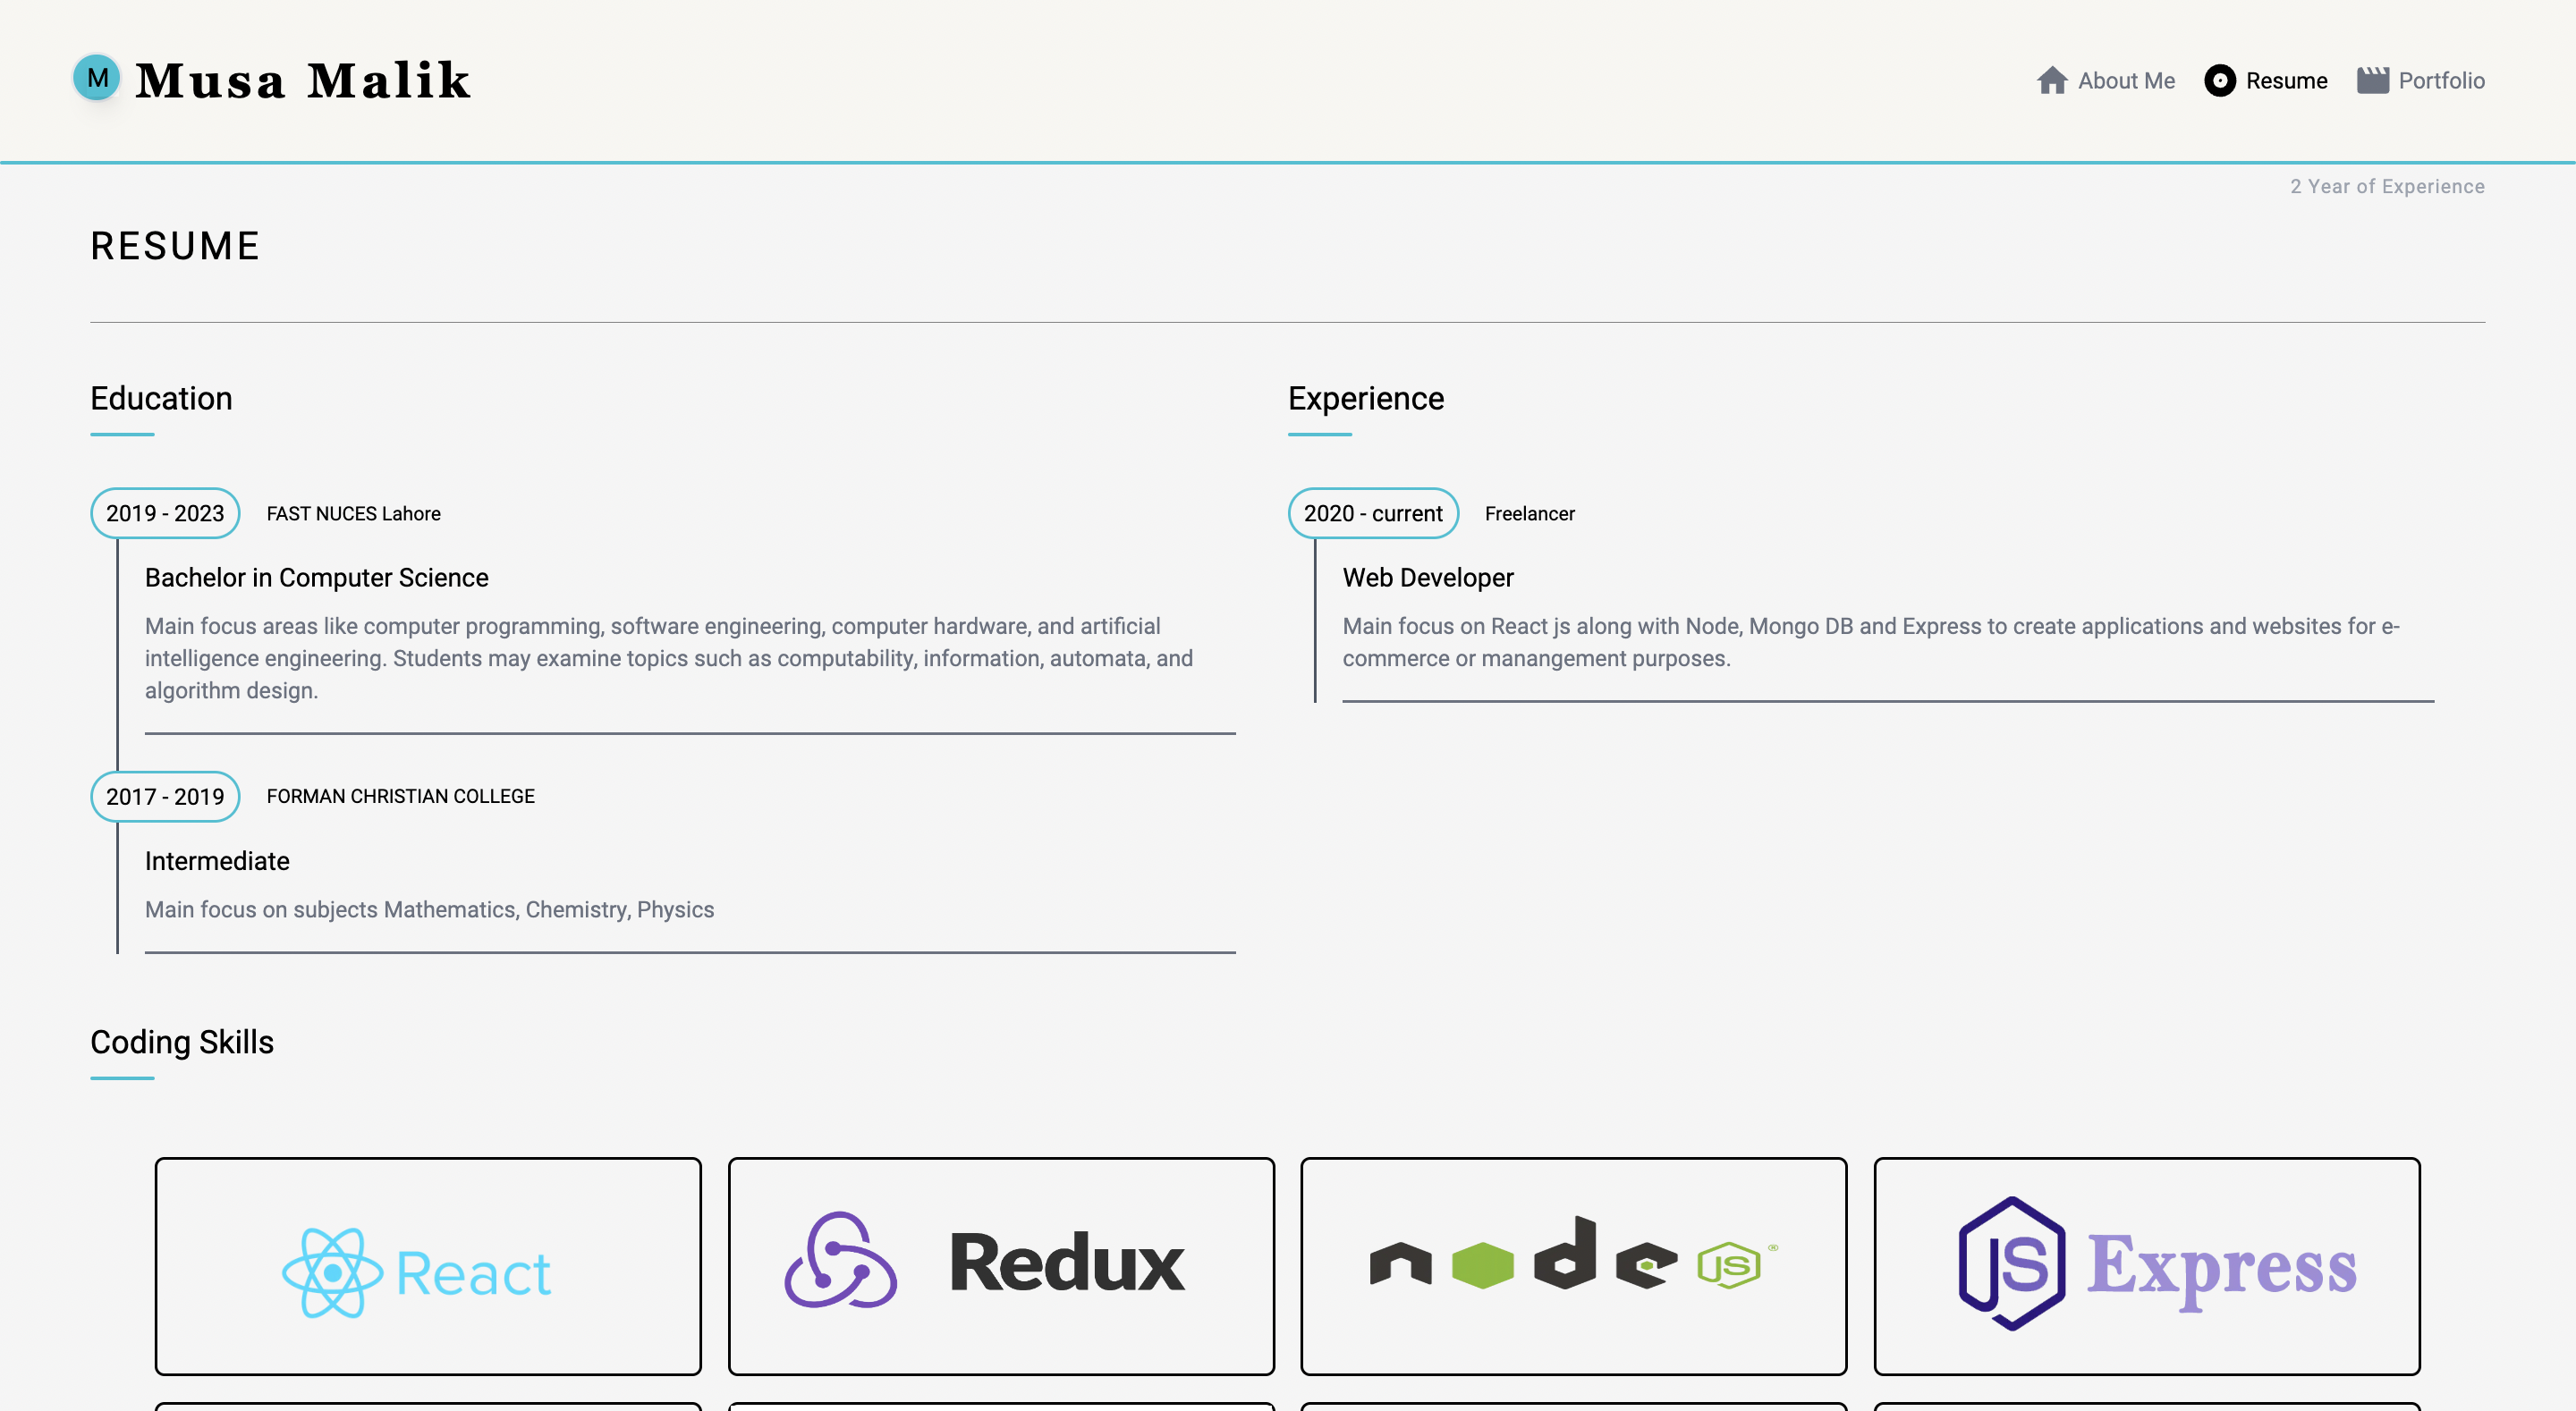 M Musa Malik
About Me Resume Portfolio
2 Year of Experience
RESUME
Education
2019 - 2023 FAST NUCES Lahore
Bachelor in Computer Science
Main focus areas like computer programming, software engineering, computer hardware, and artificial
intelligence engineering. Students may examine topics such as computability, information, automata, and
algorithm design.
2017 - 2019 FORMAN CHRISTIAN COLLEGE
Intermediate
Main focus on subjects Mathematics, Chemistry, Physics
Experience
2020 - current Freelancer
Web Developer
Main focus on React js along with Node, Mongo DB and Express to create applications and websites for e-
commerce or manangement purposes.
Coding Skills
React
Redux
node JS ®
JS Express